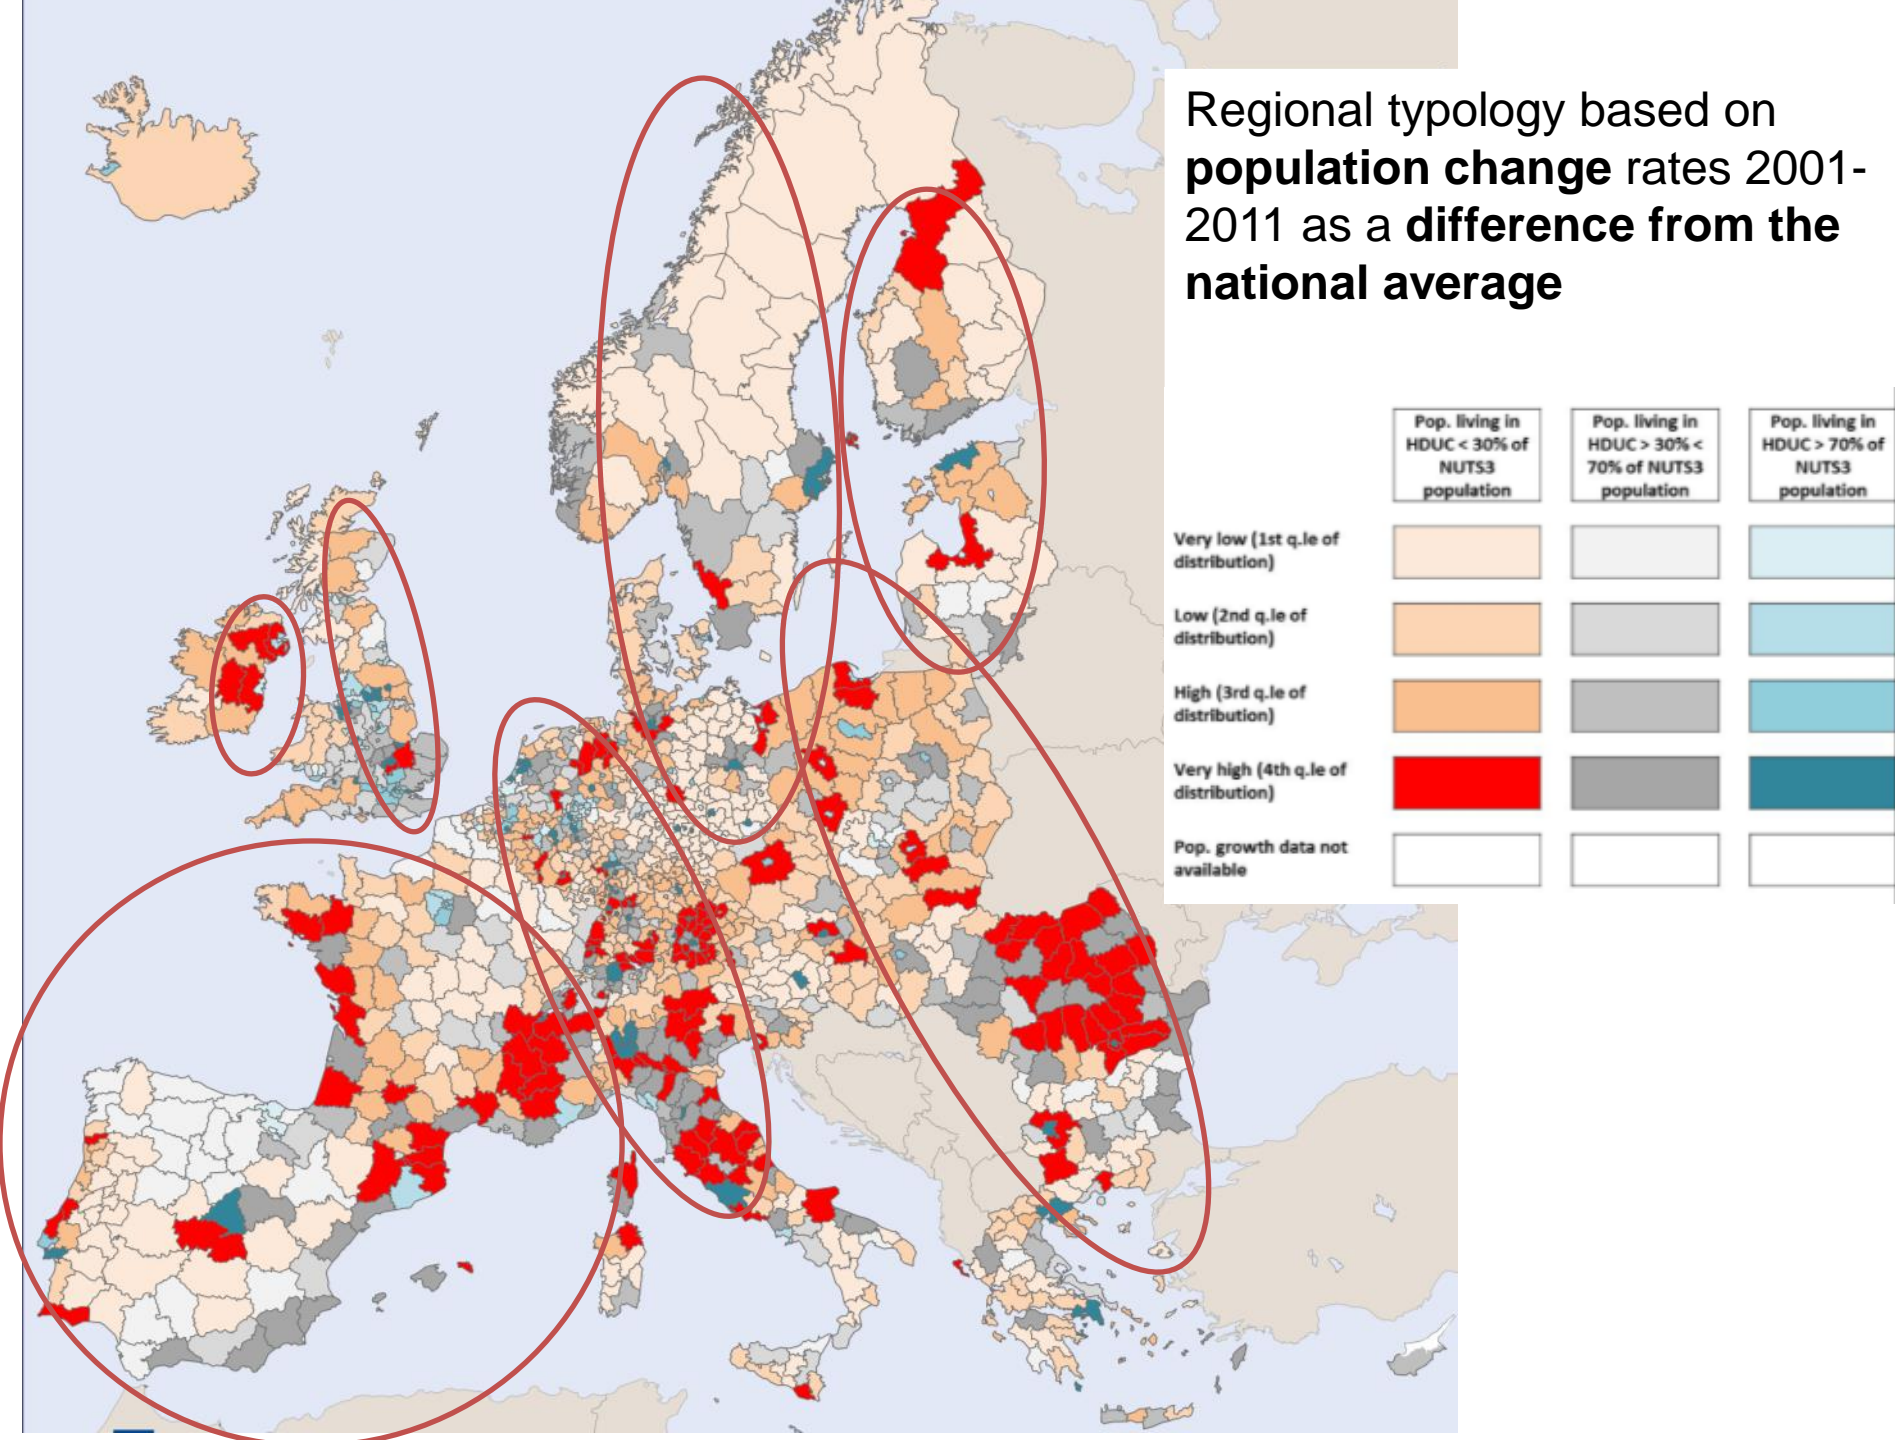 Regional typology based on
population change rates 2001-
2011 as a difference from the
national average
Pop. living in
HDUC < 30% of
NUTS3
population
Pop. living in
HDUC > 30% <
70% of NUTS3
population
Pop. living in
HDUC > 70% of
NUTS3
population
Very low (1st q.le of
distribution)
Low (2nd q.le of
distribution)
High (3rd q.le of
distribution)
Very high (4th q.le of
distribution)
Pop. growth data not
available